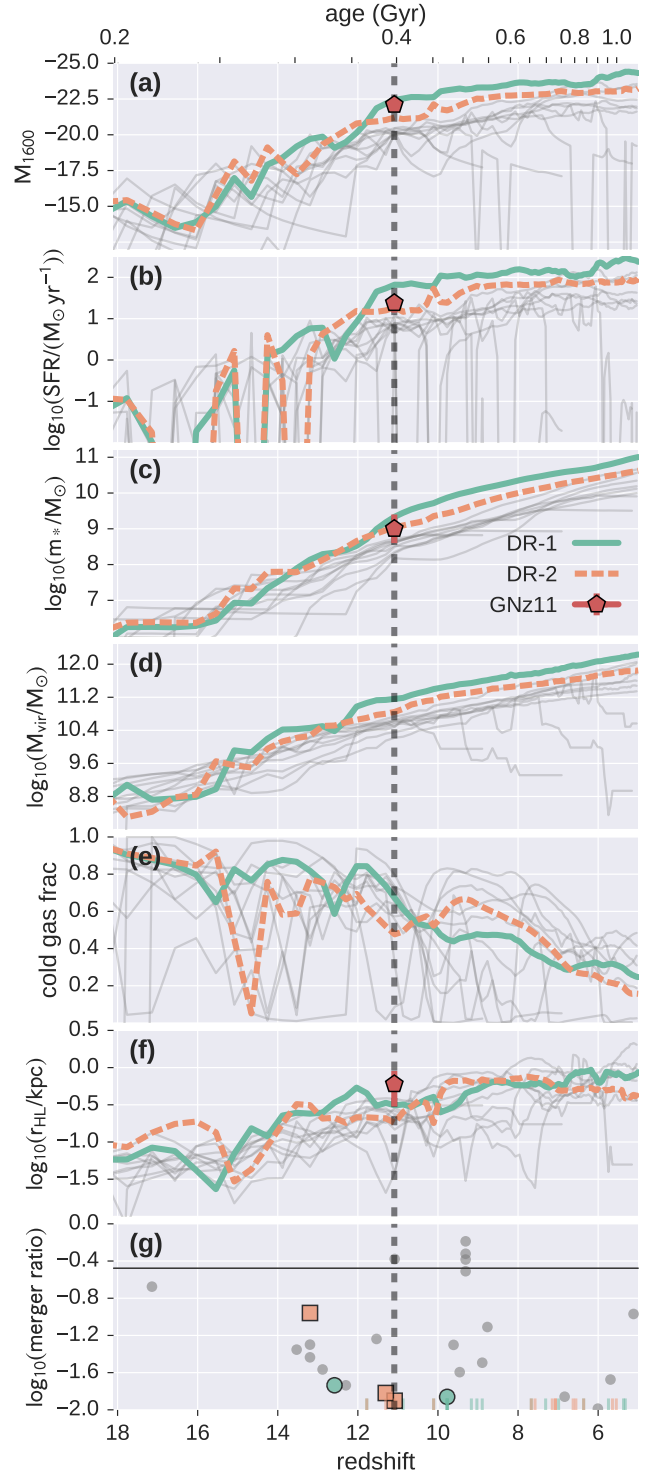 age (Gyr)
0.2 0.4 0.6 0.8 1.0
(a)
M1600
−25.0
−22.5
−20.0
−17.5
−15.0
(b)
log10(SFR/(M⊙ yr−1))
2
1
0
−1
(c)
log10(m*/M⊙)
11
10
9
8
7
DR-1
DR-2
GNz11
(d)
log10(Mvir/M⊙)
12.0
11.2
10.4
9.6
8.8
(e)
cold gas frac
1.0
0.8
0.6
0.4
0.2
(f)
log10(rHL/kpc)
0.5
0.0
−0.5
−1.0
−1.5
(g)
log10(merger ratio)
0.0
−0.4
−0.8
−1.2
−1.6
−2.0
18 16 14 12 10 8 6
redshift